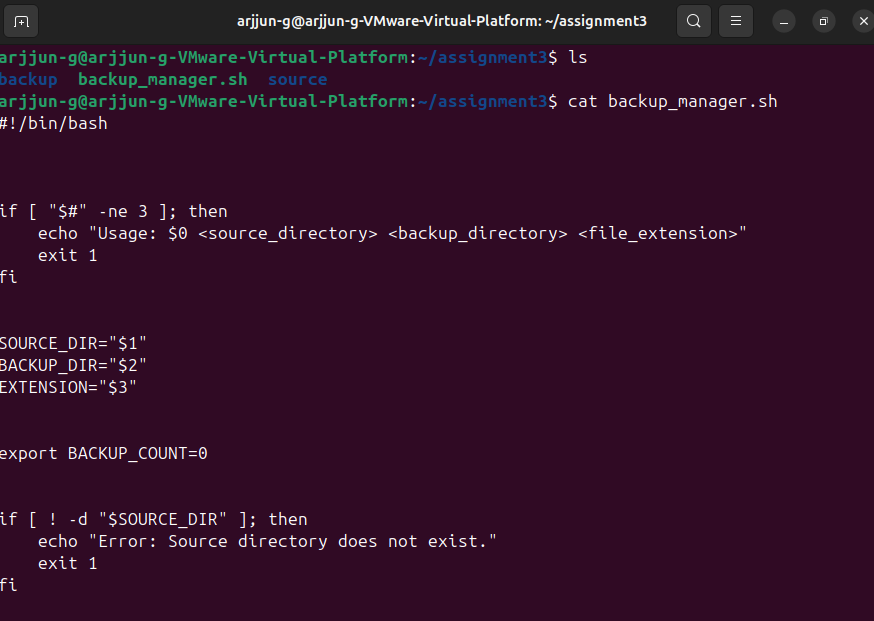 arjjun-g@arjjun-g-VMware-Virtual-Platform: ~/assignment3
arjjun-g@arjjun-g-VMware-Virtual-Platform:~/assignment3$ ls
backup  backup_manager.sh  source
arjjun-g@arjjun-g-VMware-Virtual-Platform:~/assignment3$ cat backup_manager.sh
#!/bin/bash
if [ "$#" -ne 3 ]; then
    echo "Usage: $0 <source_directory> <backup_directory> <file_extension>"
    exit 1
fi
SOURCE_DIR="$1"
BACKUP_DIR="$2"
EXTENSION="$3"
export BACKUP_COUNT=0
if [ ! -d "$SOURCE_DIR" ]; then
    echo "Error: Source directory does not exist."
    exit 1
fi